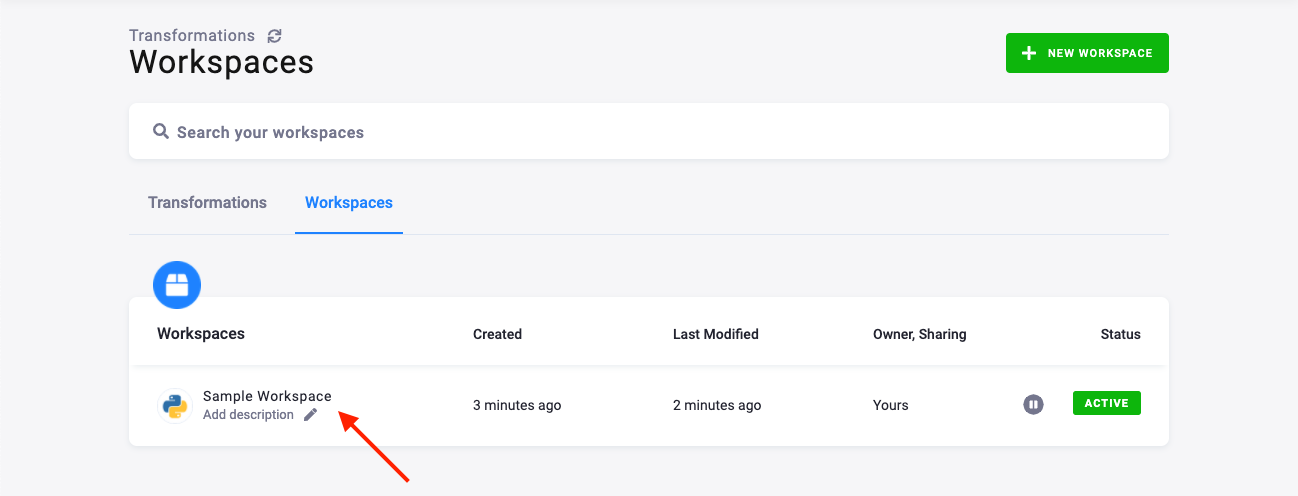 Transformations
Workspaces
NEW WORKSPACE
Search your workspaces
Transformations Workspaces
Workspaces Created Last Modified Owner, Sharing Status
Sample Workspace
Add description
3 minutes ago 2 minutes ago Yours ACTIVE